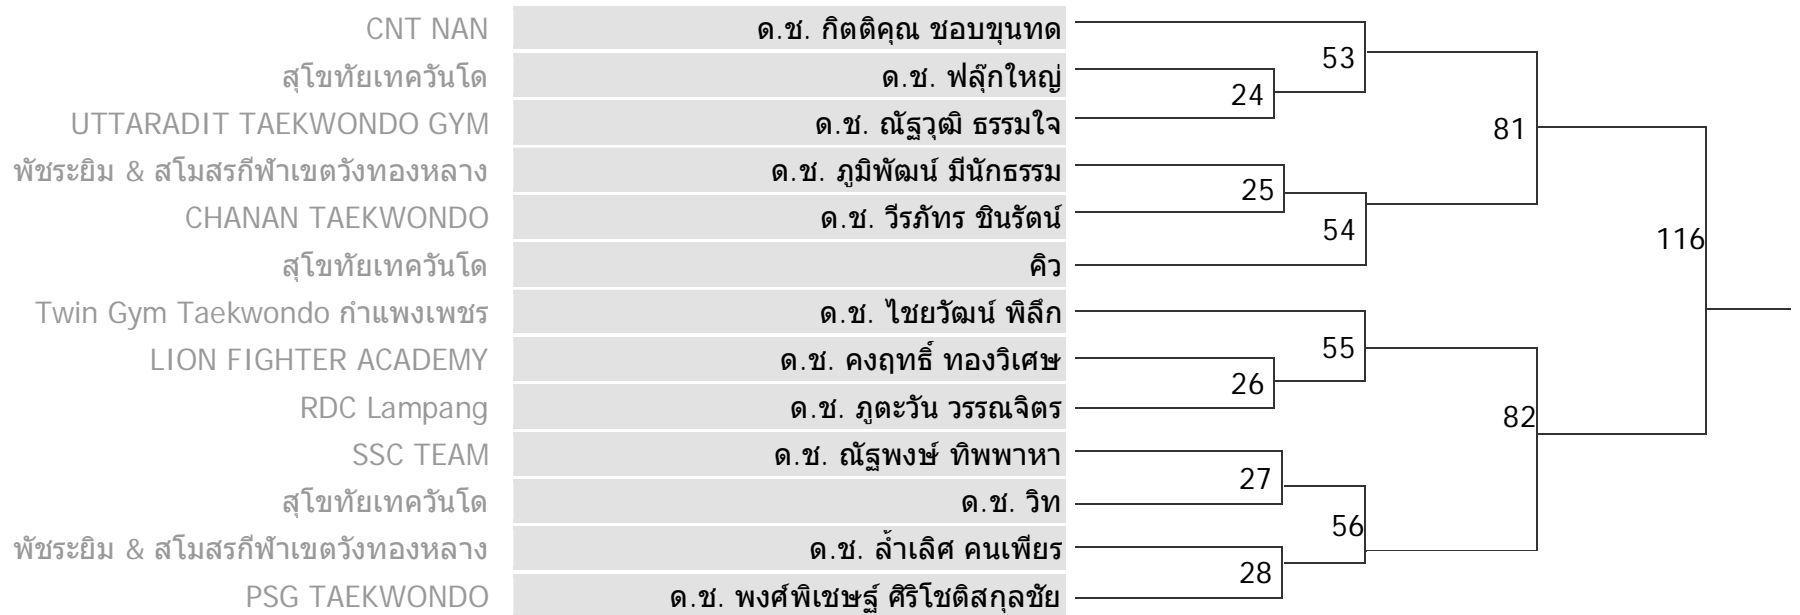 CNT NAN ด.ช. กิตติคุณ ชอบขุนทด
53
สุโขทัยเทควันโด ด.ช. ฟลุ๊กใหญ่
24
UTTARADIT TAEKWONDO GYM ด.ช. ณัฐวุฒิ ธรรมใจ
81
พัชระยิม & สโมสรกีฬาเขตวังทองหลาง ด.ช. ภูมิพัฒน์ มีนักธรรม
25
CHANAN TAEKWONDO ด.ช. วีรภัทร ชินรัตน์
54
116
สุโขทัยเทควันโด คิว
Twin Gym Taekwondo กำแพงเพชร ด.ช. ไชยวัฒน์ พิลึก
55
LION FIGHTER ACADEMY ด.ช. คงฤทธิ์ ทองวิเศษ
26
RDC Lampang ด.ช. ภูตะวัน วรรณจิตร
82
SSC TEAM ด.ช. ณัฐพงษ์ ทิพพาหา
27
สุโขทัยเทควันโด ด.ช. วิท
56
พัชระยิม & สโมสรกีฬาเขตวังทองหลาง ด.ช. ล้ำเลิศ คนเพียร
28
PSG TAEKWONDO ด.ช. พงศ์พิเชษฐ์ ศิริโชติสกุลชัย